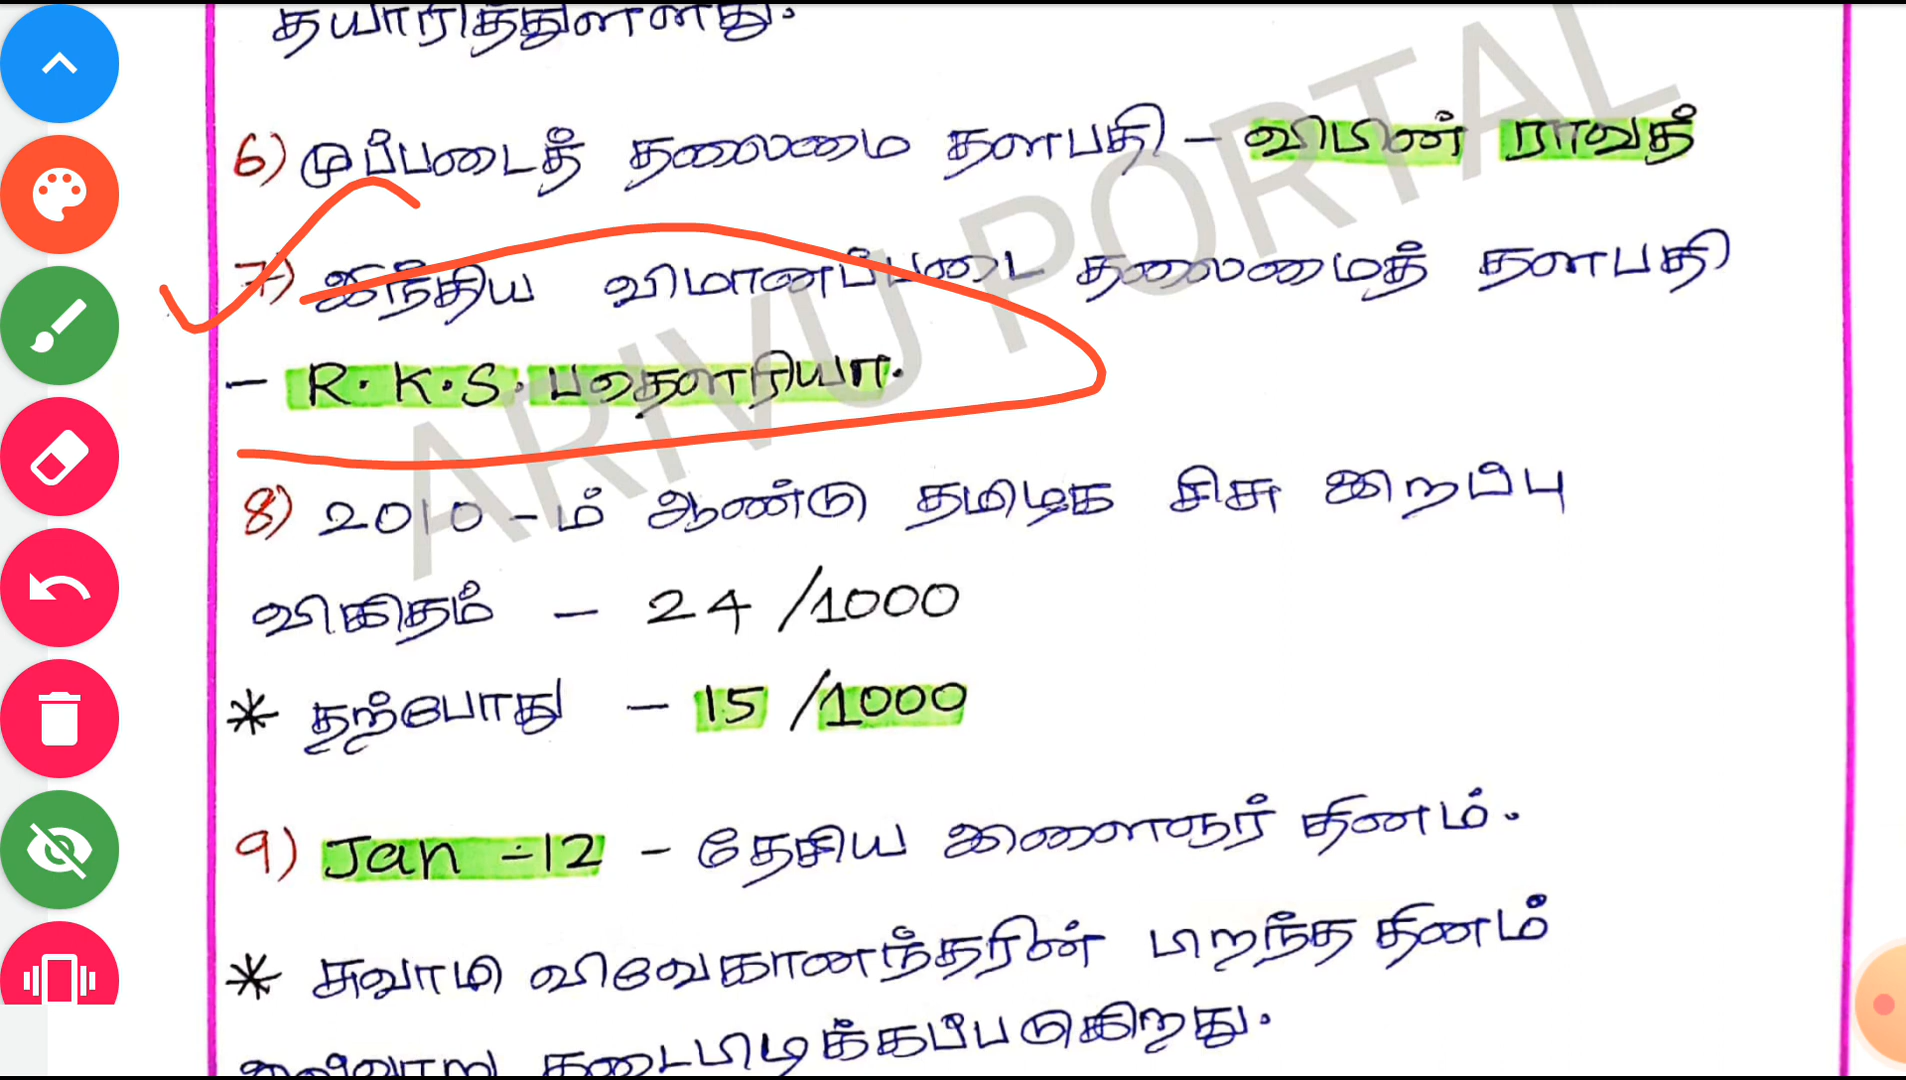 தயாரித்துள்ளது.
6) முப்படைத் தலைமை தளபதி - விபின் ராவத்
7) இந்திய விமானப்படை தலைமைத் தளபதி
- R.K.S. பதௌரியா.
8) 2010 -ம் ஆண்டு தமிழக சிசு இறப்பு
விகிதம் - 24 /1000
* தற்போது - 15 /1000
9) Jan -12 - தேசிய இளைஞர் தினம்.
* சுவாமி விவேகானந்தரின் பிறந்த தினம்
இவ்வாறு கடைபிடிக்கப்படுகிறது.
ARIVU PORTAL